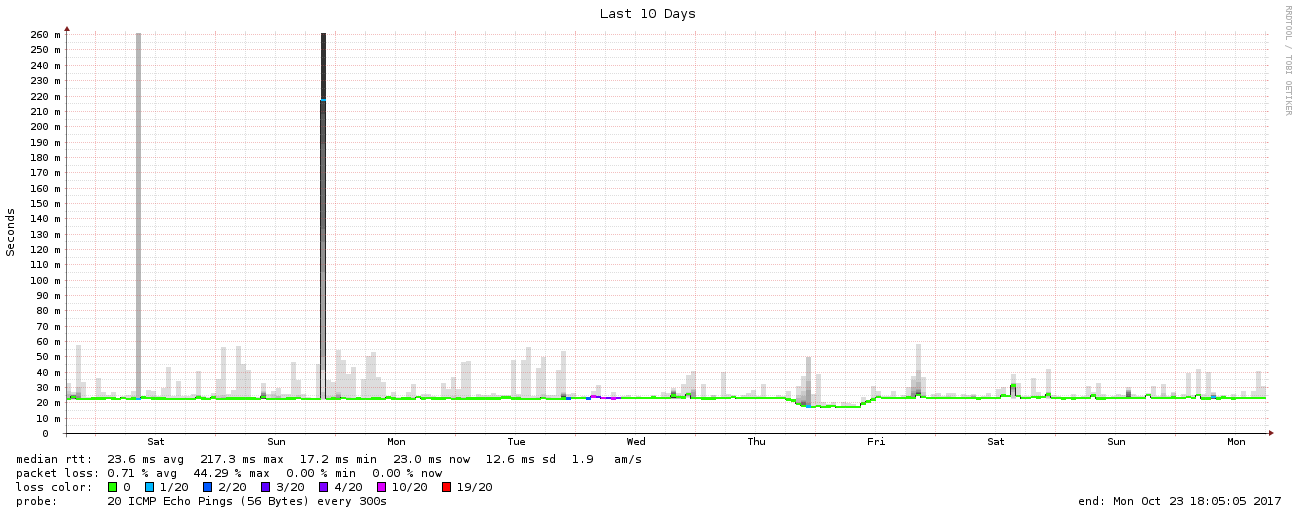 Last 10 Days
RRDTOOL / TOBI OETIKER
Seconds
260 m
250 m
240 m
230 m
220 m
210 m
200 m
190 m
180 m
170 m
160 m
150 m
140 m
130 m
120 m
110 m
100 m
90 m
80 m
70 m
60 m
50 m
40 m
30 m
20 m
10 m
0
Sat Sun Mon Tue Wed Thu Fri Sat Sun Mon
median rtt: 23.6 ms avg 217.3 ms max 17.2 ms min 23.0 ms now 12.6 ms sd 1.9 am/s
packet loss: 0.71 % avg 44.29 % max 0.00 % min 0.00 % now
loss color: 0 1/20 2/20 3/20 4/20 10/20 19/20
probe: 20 ICMP Echo Pings (56 Bytes) every 300s end: Mon Oct 23 18:05:05 2017